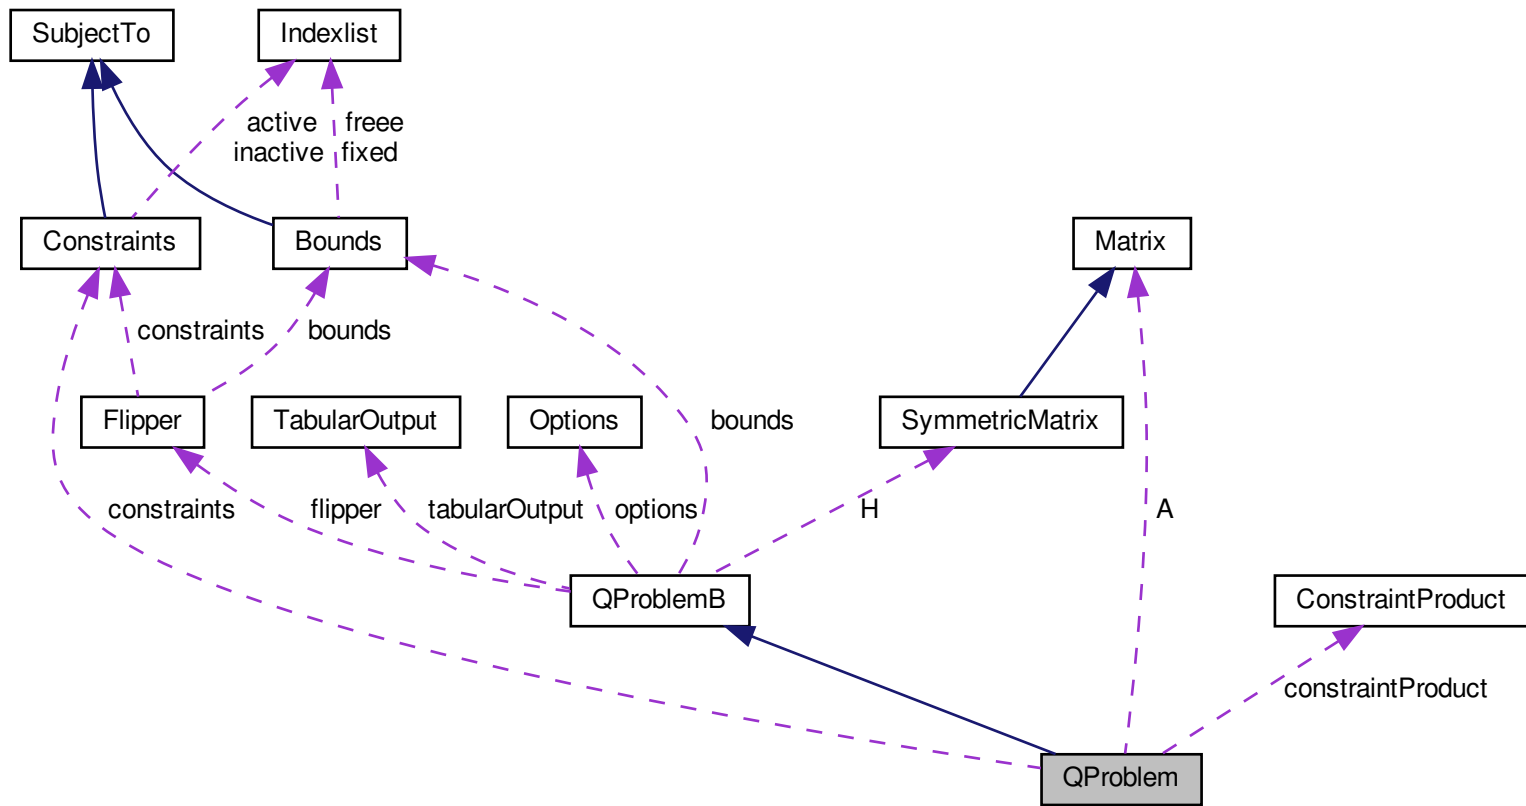 SubjectTo
Indexlist
active
inactive
freee
fixed
Constraints
Bounds
Matrix
constraints
bounds
Flipper
TabularOutput
Options
bounds
SymmetricMatrix
constraints
flipper
tabularOutput
options
H
A
QProblemB
ConstraintProduct
constraintProduct
QProblem